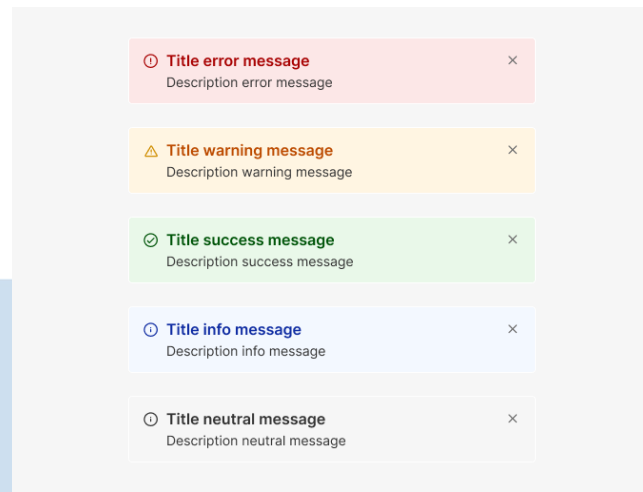 Title error message
Description error message
Title warning message
Description warning message
Title success message
Description success message
Title info message
Description info message
Title neutral message
Description neutral message